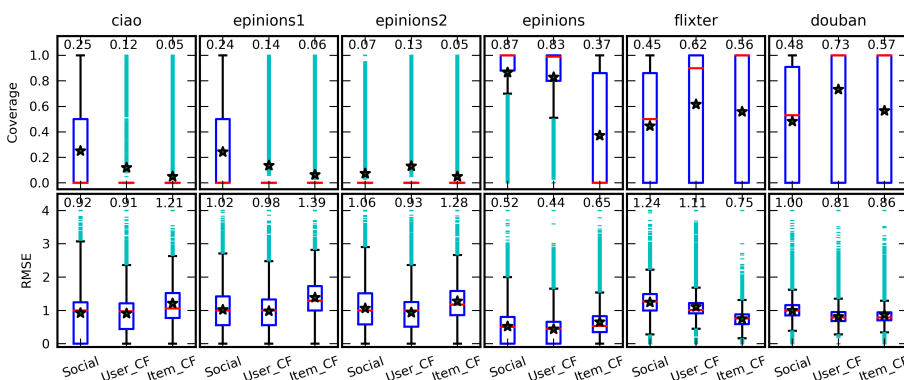 ciao epinions1 epinions2 epinions flixter douban
0.25 0.12 0.05 0.24 0.14 0.06 0.07 0.13 0.05 0.87 0.83 0.37 0.45 0.62 0.56 0.48 0.73 0.57
1.0
0.8
0.6
0.4
0.2
0.0
Coverage
0.92 0.91 1.21 1.02 0.98 1.39 1.06 0.93 1.28 0.52 0.44 0.65 1.24 1.11 0.75 1.00 0.81 0.86
4
3
2
1
0
RMSE
Social User_CF Item_CF Social User_CF Item_CF Social User_CF Item_CF Social User_CF Item_CF Social User_CF Item_CF Social User_CF Item_CF